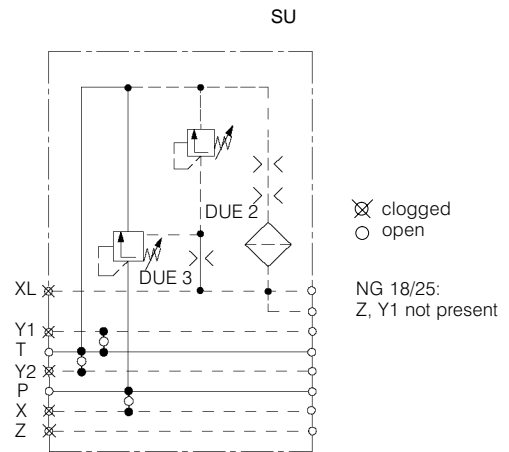 SU
DUE 2
clogged
open
DUE 3
XL
NG 18/25:
Z, Y1 not present
Y1
T
Y2
P
X
Z